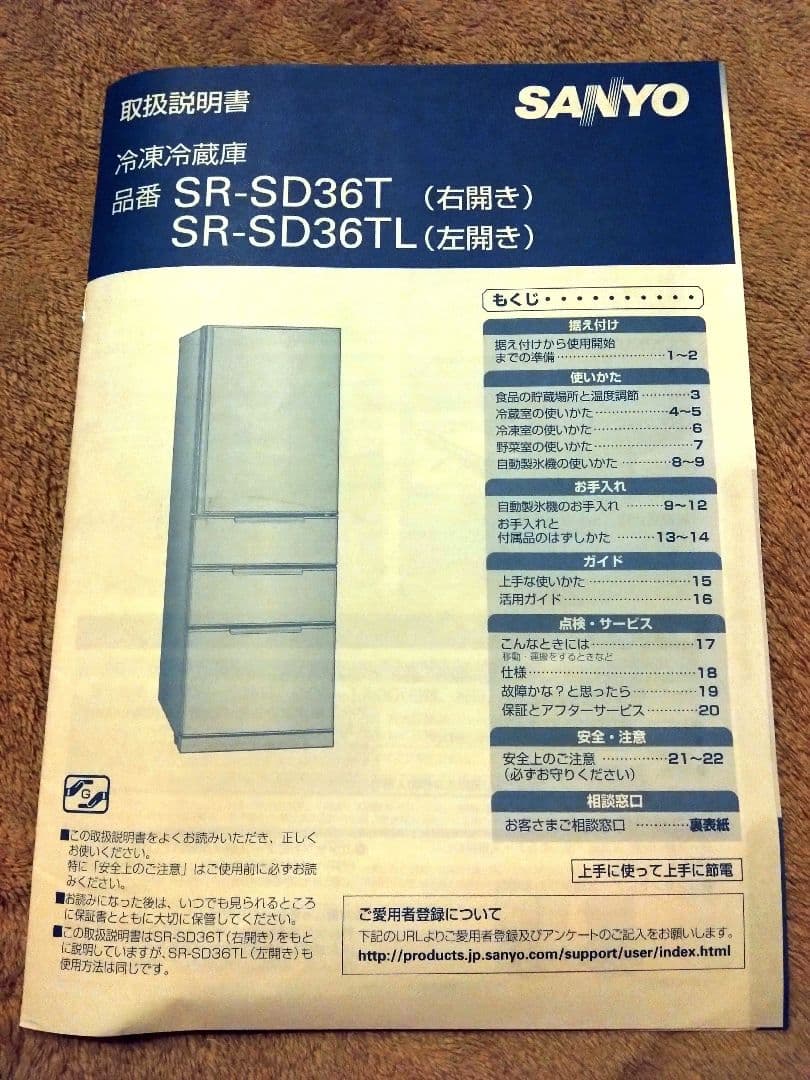 取扱説明書
SANYO
冷凍冷蔵庫
品番 SR-SD36T (右開き)
SR-SD36TL(左開き)
もくじ・・・・・・・・・・・
据え付け
据え付けから使用開始
までの準備……………………1〜2
使いかた
食品の貯蔵場所と温度調節…………3
冷蔵室の使いかた……………4〜5
冷凍室の使いかた…………………6
野菜室の使いかた…………………7
自動製氷機の使いかた…………8〜9
お手入れ
自動製氷機のお手入れ………9〜12
お手入れと
付属品のはずしかた………13〜14
ガイド
上手な使いかた……………………15
活用ガイド…………………………16
点検・サービス
こんなときには……………………17
移動・運搬をするときなど
仕様…………………………………18
故障かな?と思ったら……………19
保証とアフターサービス…………20
安全・注意
安全上のご注意……………21〜22
(必ずお守りください)
相談窓口
お客さまご相談窓口…………裏表紙
G
■この取扱説明書をよくお読みいただき、正しく
お使いください。
特に「安全上のご注意」はご使用前に必ずお読
みください。
■お読みになった後は、いつでも見られるところ
に保証書とともに大切に保管してください。
■この取扱説明書はSR-SD36T(右開き)をもと
に説明していますが、SR-SD36TL(左開き)も
使用方法は同じです。
上手に使って上手に節電
ご愛用者登録について
下記のURLよりご愛用者登録及びアンケートのご記入をお願いします。
http://products.jp.sanyo.com/support/user/index.html